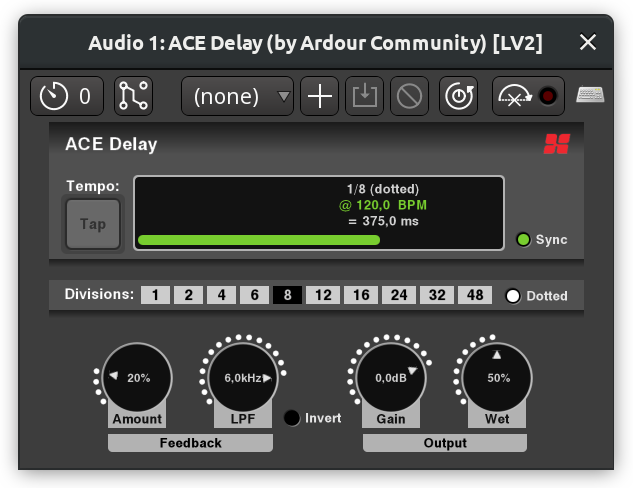 Audio 1: ACE Delay (by Ardour Community) [LV2]
0
(none)
ACE Delay
Tempo:
Tap
1/8 (dotted)
@ 120,0 BPM
= 375,0 ms
Sync
Divisions: 1 2 4 6 8 12 16 24 32 48 Dotted
20% 6,0kHz 0,0dB 50%
Amount LPF Invert Gain Wet
Feedback Output